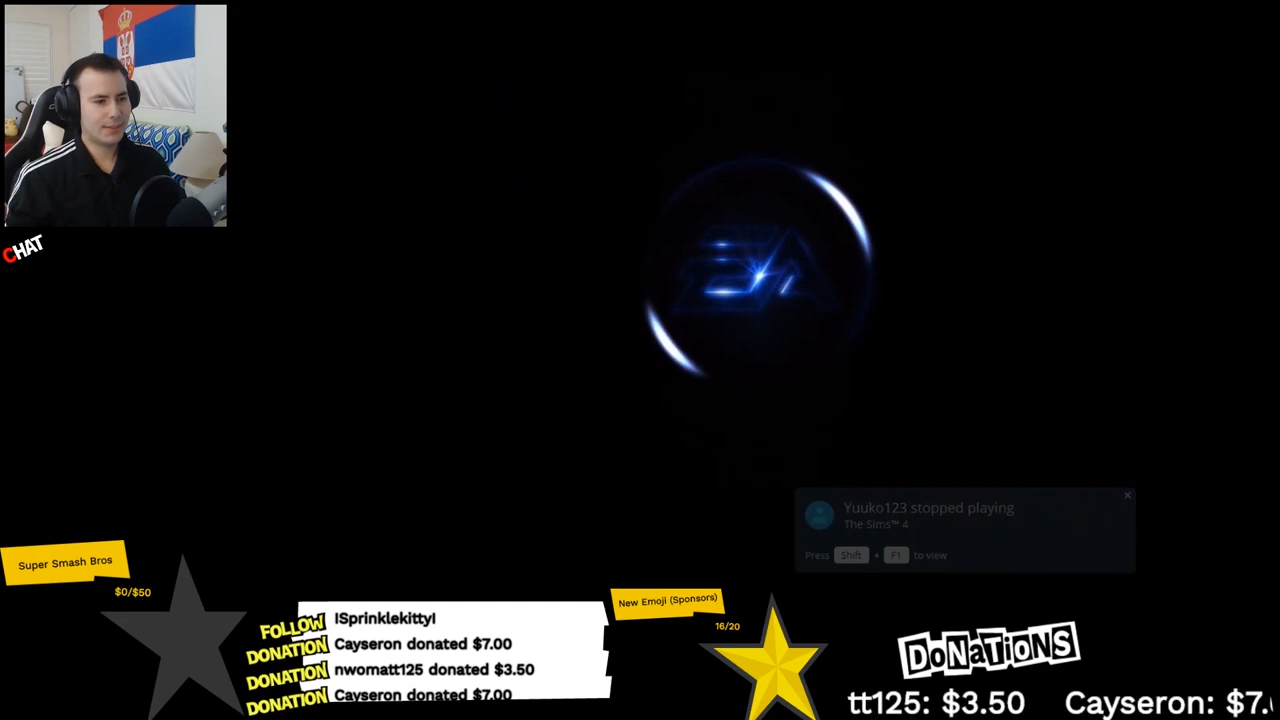 CHAT
EA
Yuuko123 stopped playing
The Sims™ 4
Press Shift + F1 to view
Super Smash Bros
$0/$50
FOLLOW !Sprinklekitty!
DONATION Cayseron donated $7.00
DONATION nwomatt125 donated $3.50
DONATION Cayseron donated $7.00
New Emoji (Sponsors)
16/20
DoNaTiONS
tt125: $3.50 Cayseron: $7.